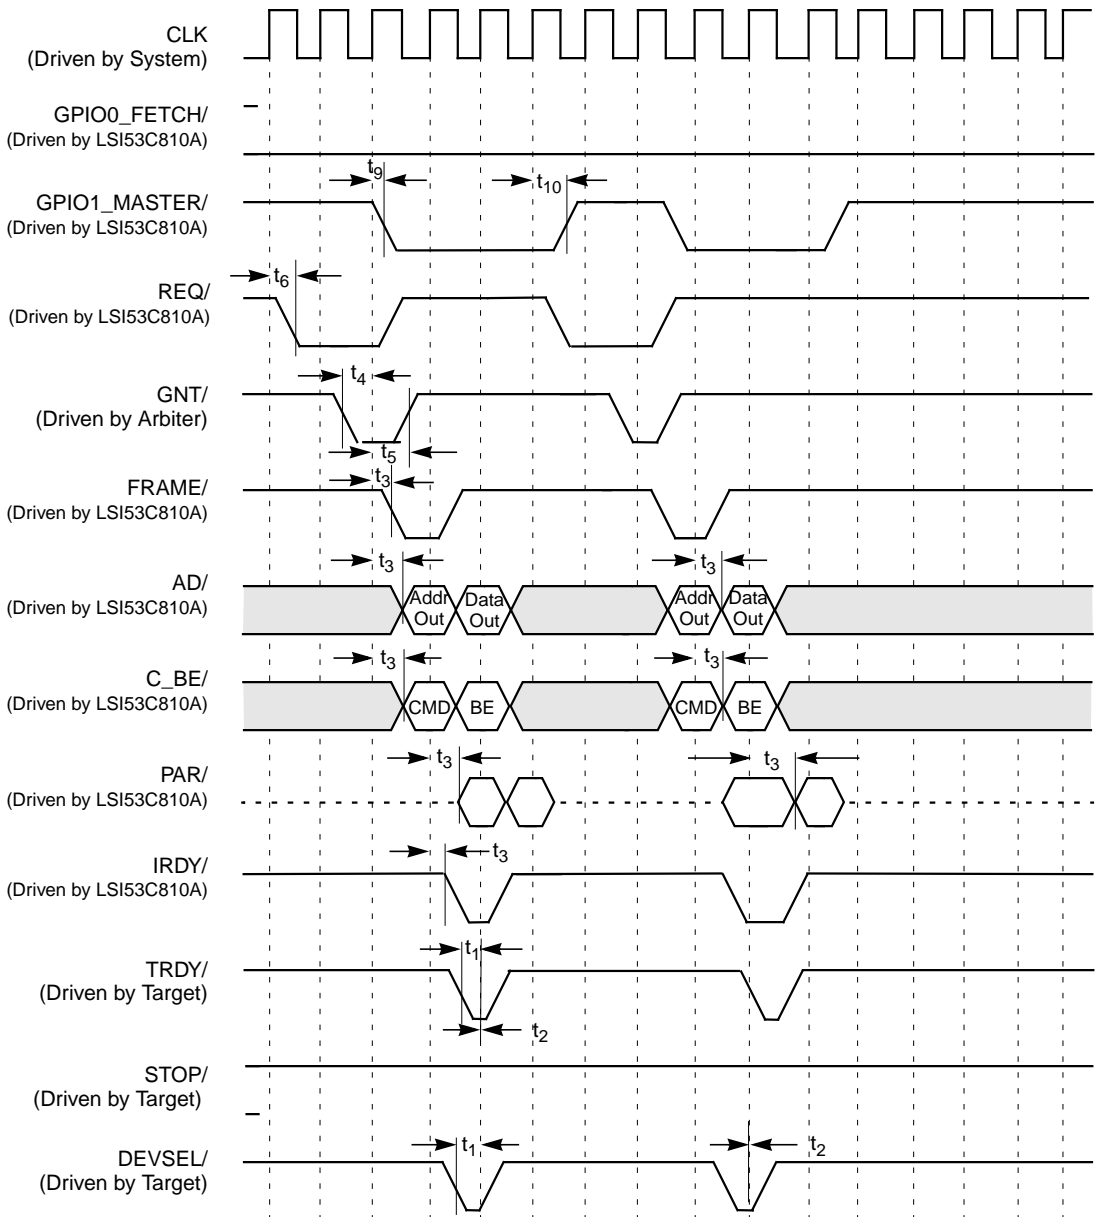 CLK
(Driven by System)
GPIO0_FETCH/
(Driven by LSI53C810A)
t9
t10
GPIO1_MASTER/
(Driven by LSI53C810A)
t6
REQ/
(Driven by LSI53C810A)
t4
GNT/
(Driven by Arbiter)
t5
t3
FRAME/
(Driven by LSI53C810A)
t3
t3
AD/
(Driven by LSI53C810A)
Addr Out
Data Out
Addr Out
Data Out
t3
t3
C_BE/
(Driven by LSI53C810A)
CMD
BE
CMD
BE
t3
t3
PAR/
(Driven by LSI53C810A)
t3
IRDY/
(Driven by LSI53C810A)
t1
TRDY/
(Driven by Target)
t2
STOP/
(Driven by Target)
t1
t2
DEVSEL/
(Driven by Target)